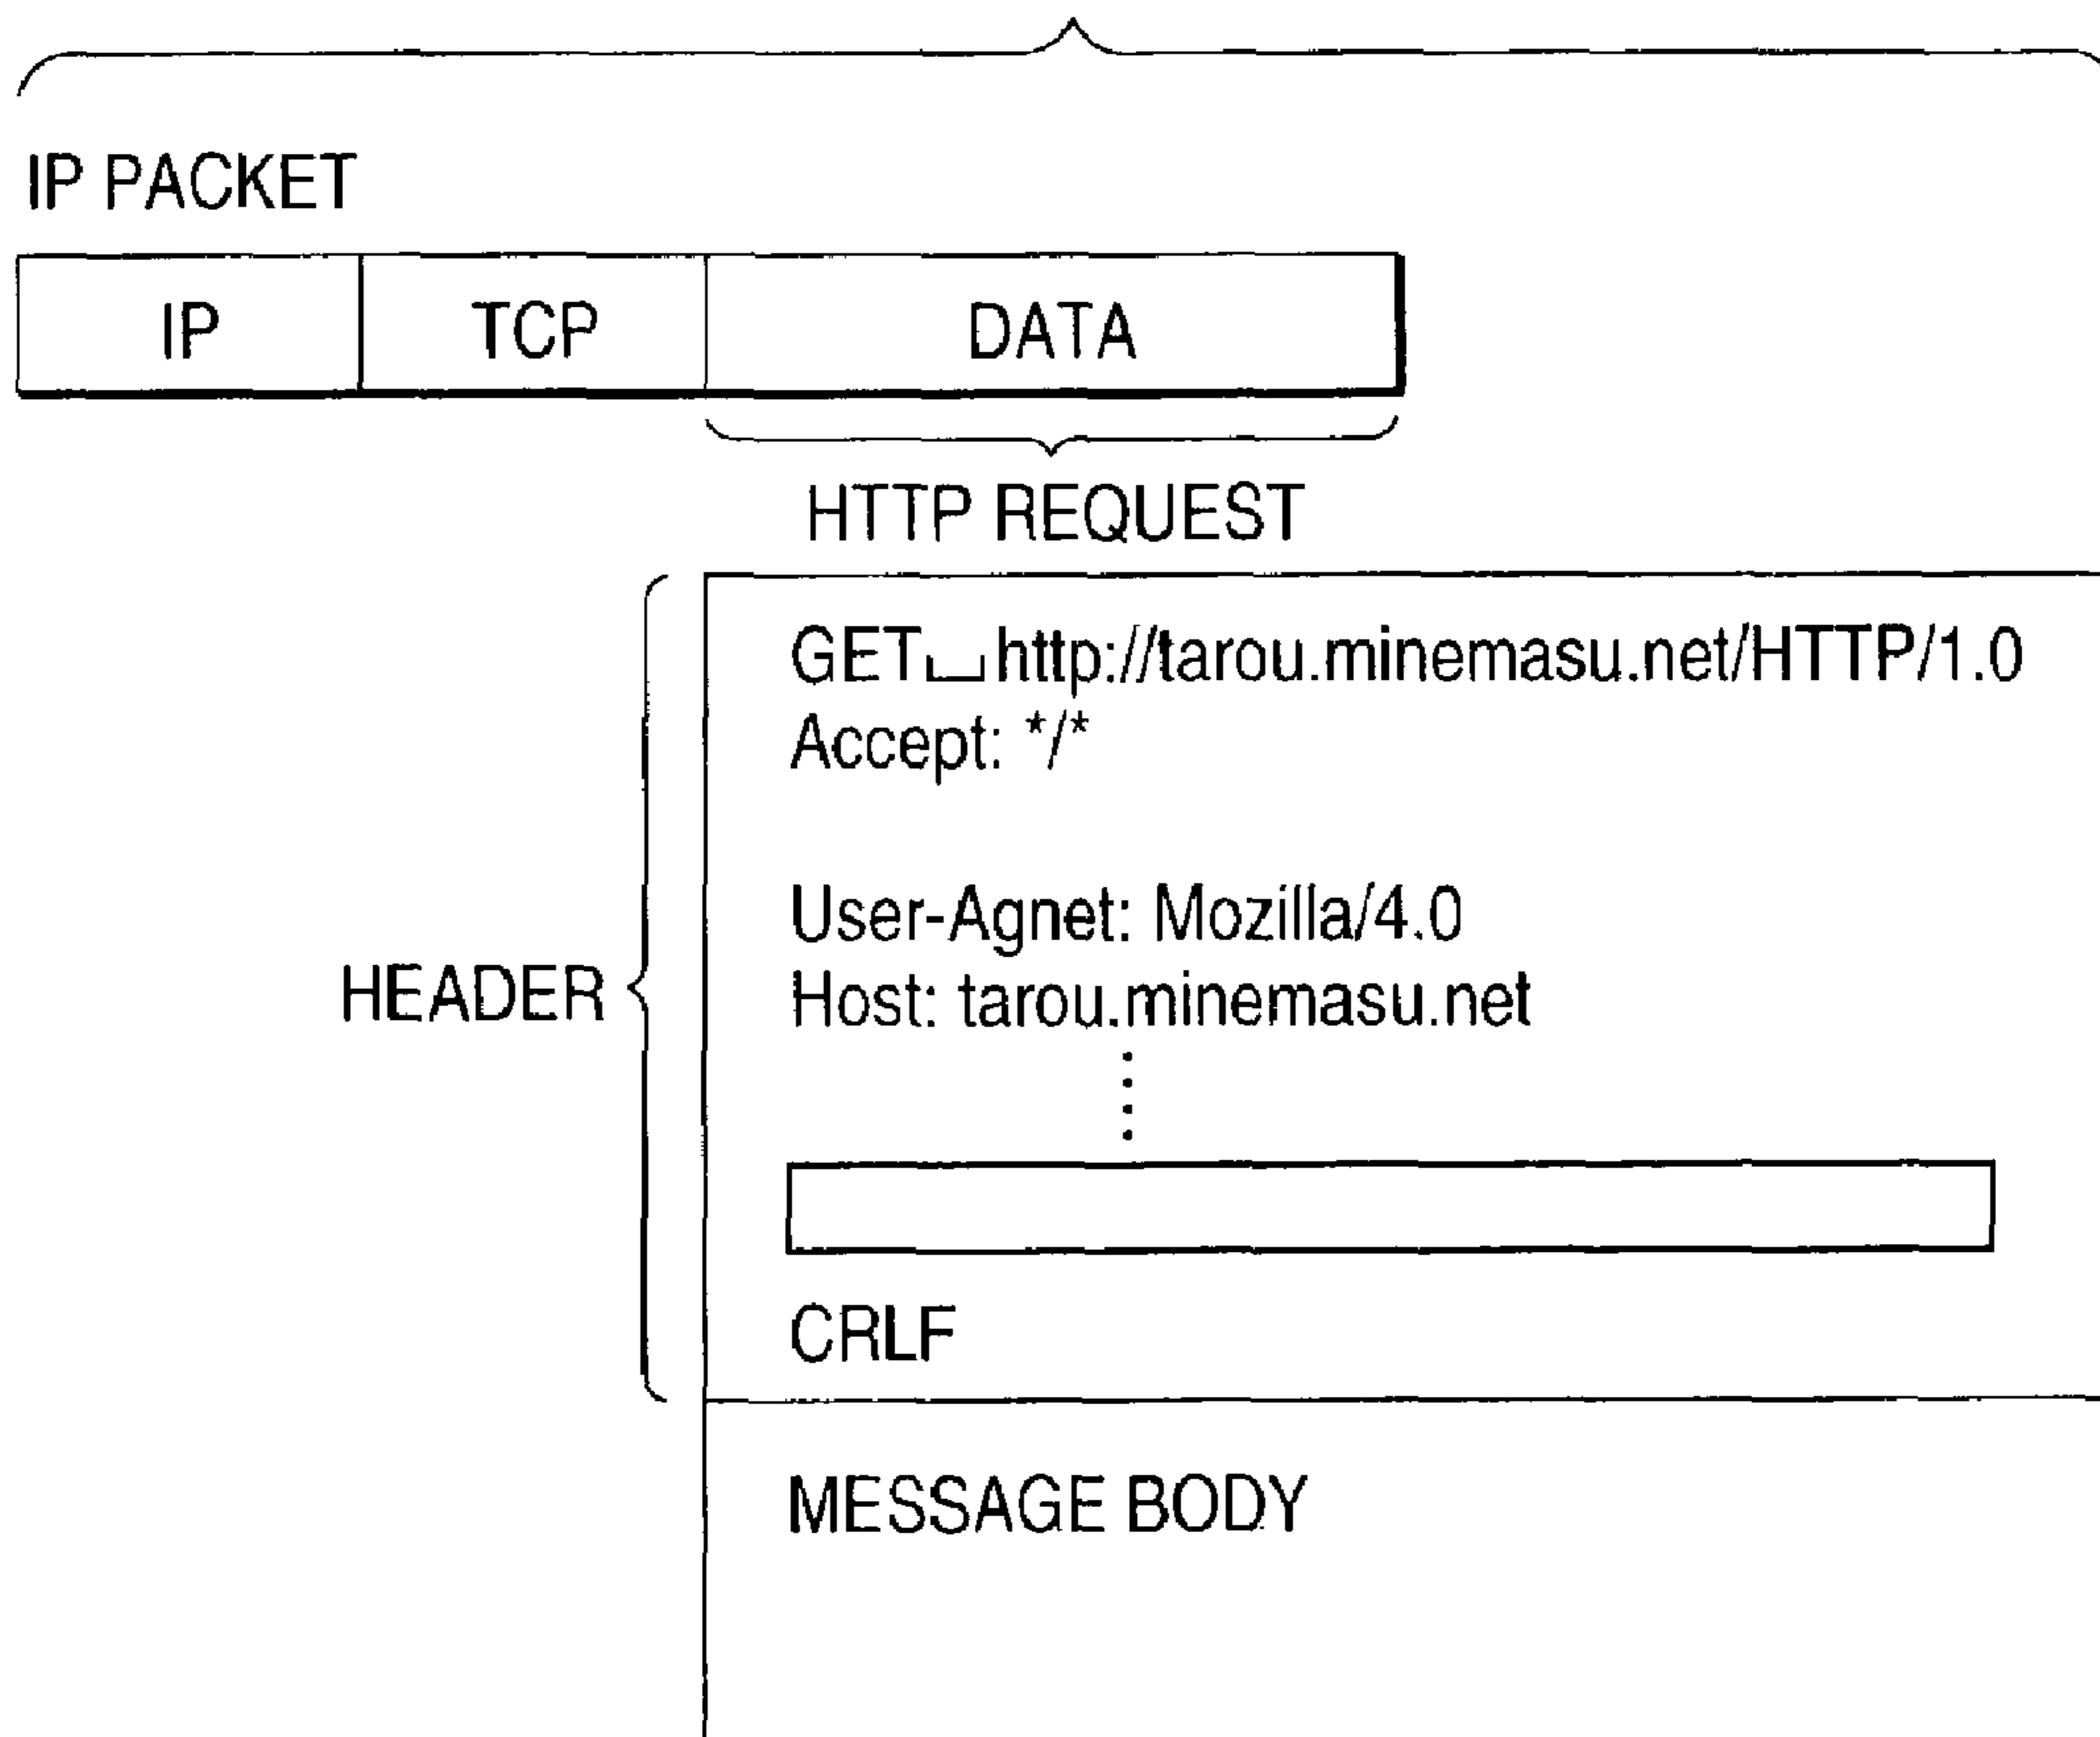 IP PACKET
IP TCP DATA
HTTP REQUEST
GET␣http://tarou.minemasu.net/HTTP/1.0
Accept: */*
User-Agnet: Mozilla/4.0
HEADER
Host: tarou.minemasu.net
CRLF
MESSAGE BODY